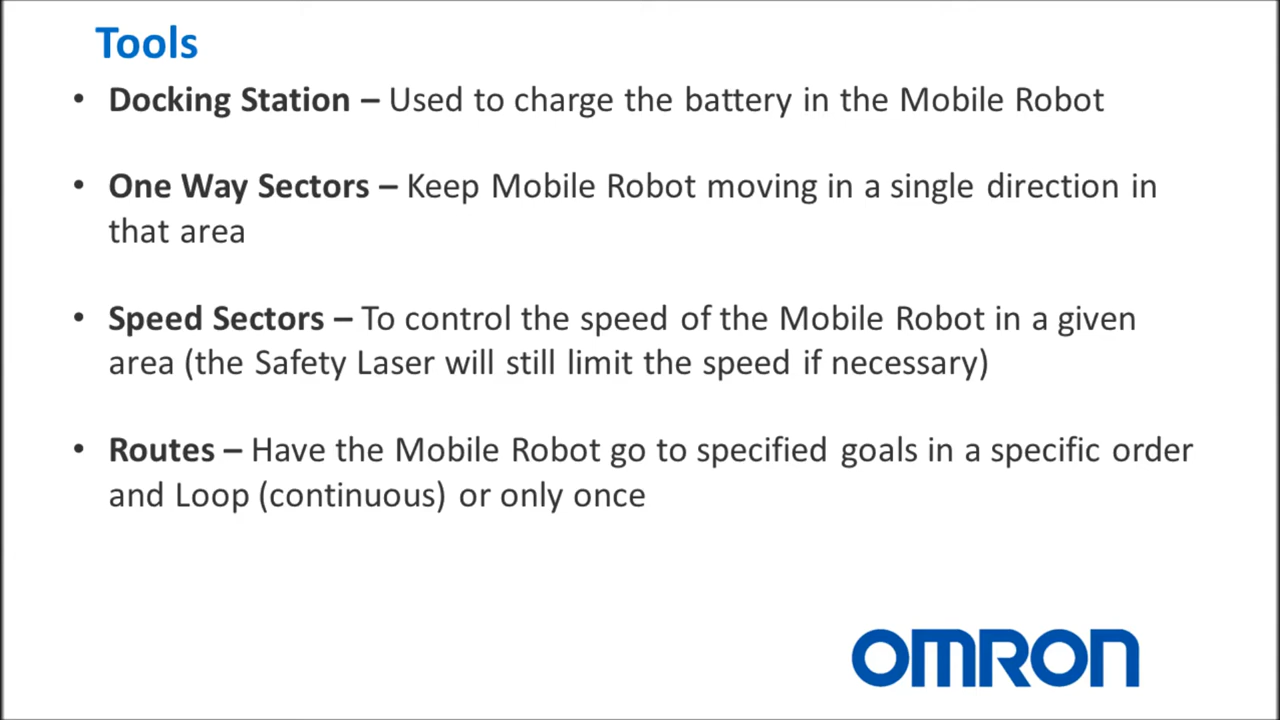 Tools
• Docking Station – Used to charge the battery in the Mobile Robot
• One Way Sectors – Keep Mobile Robot moving in a single direction in
that area
• Speed Sectors – To control the speed of the Mobile Robot in a given
area (the Safety Laser will still limit the speed if necessary)
• Routes – Have the Mobile Robot go to specified goals in a specific order
and Loop (continuous) or only once
OMRON